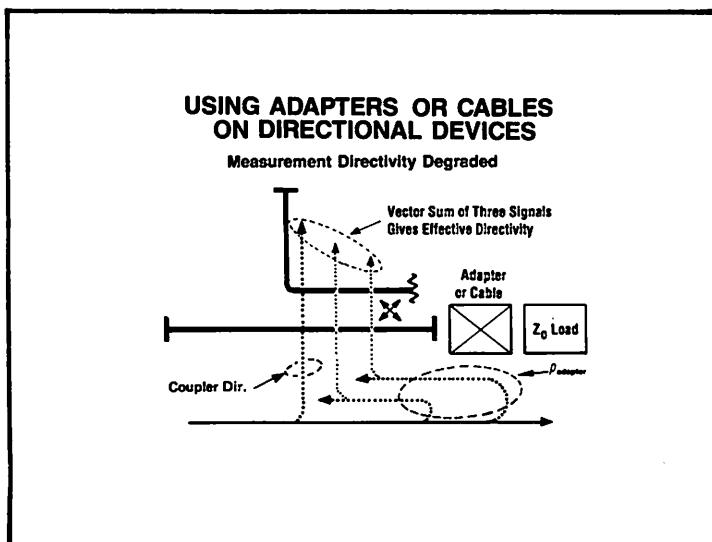 USING ADAPTERS OR CABLES
ON DIRECTIONAL DEVICES
Measurement Directivity Degraded
Vector Sum of Three Signals
Gives Effective Directivity
Adapter
or Cable
Z₀ Load
ρadapter
Coupler Dir.